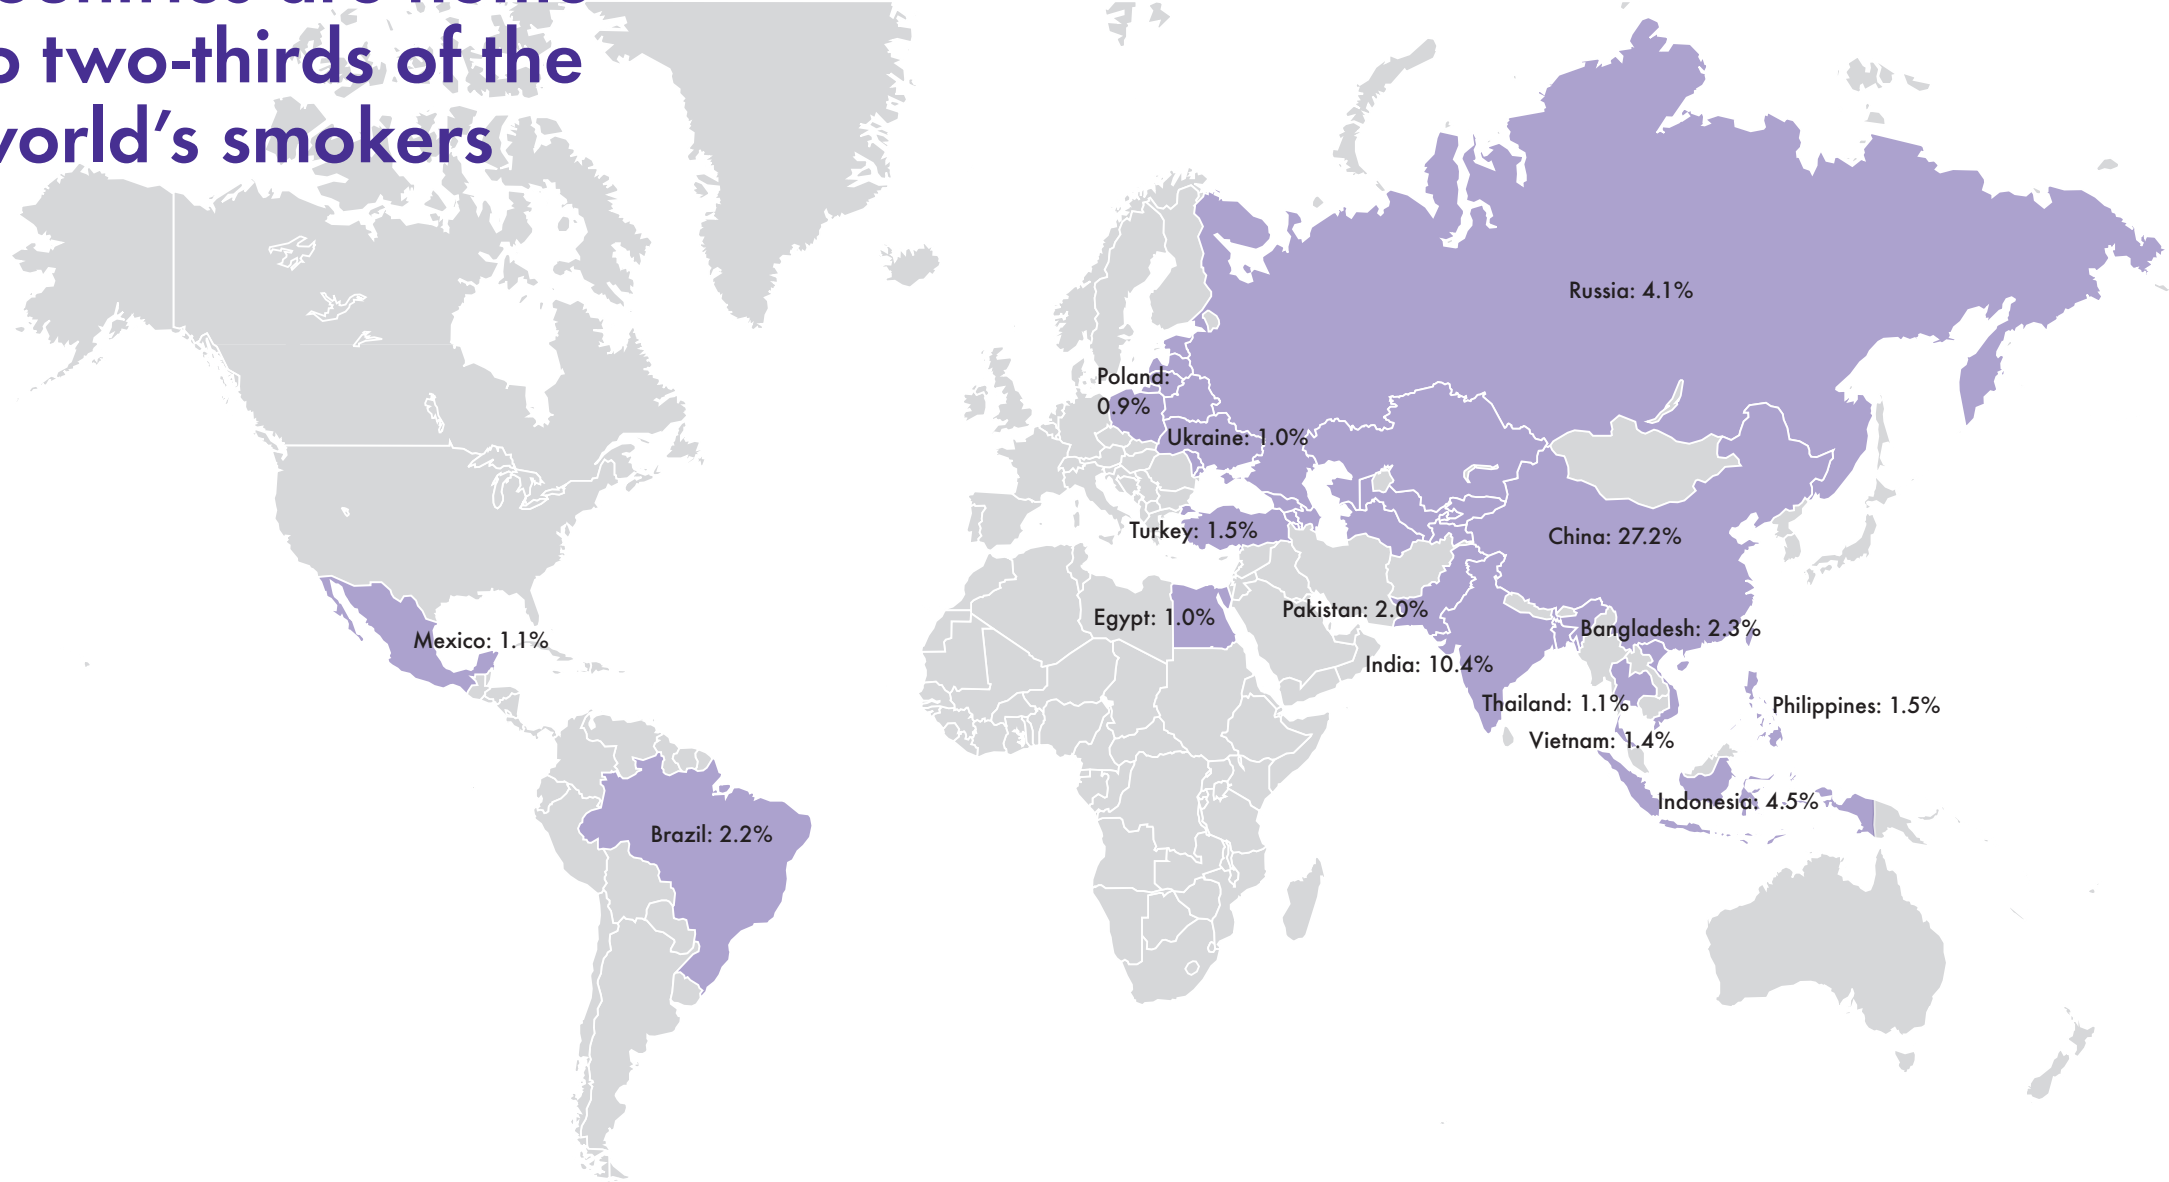 two-thirds of the
world's smokers
Russia: 4.1%
Poland:
0.9%
Ukraine: 1.0%
Turkey: 1.5%
China: 27.2%
Egypt: 1.0%
Pakistan: 2.0%
Bangladesh: 2.3%
Mexico: 1.1%
India: 10.4%
Thailand: 1.1%
Philippines: 1.5%
Vietnam: 1.4%
Indonesia: 4.5%
Brazil: 2.2%